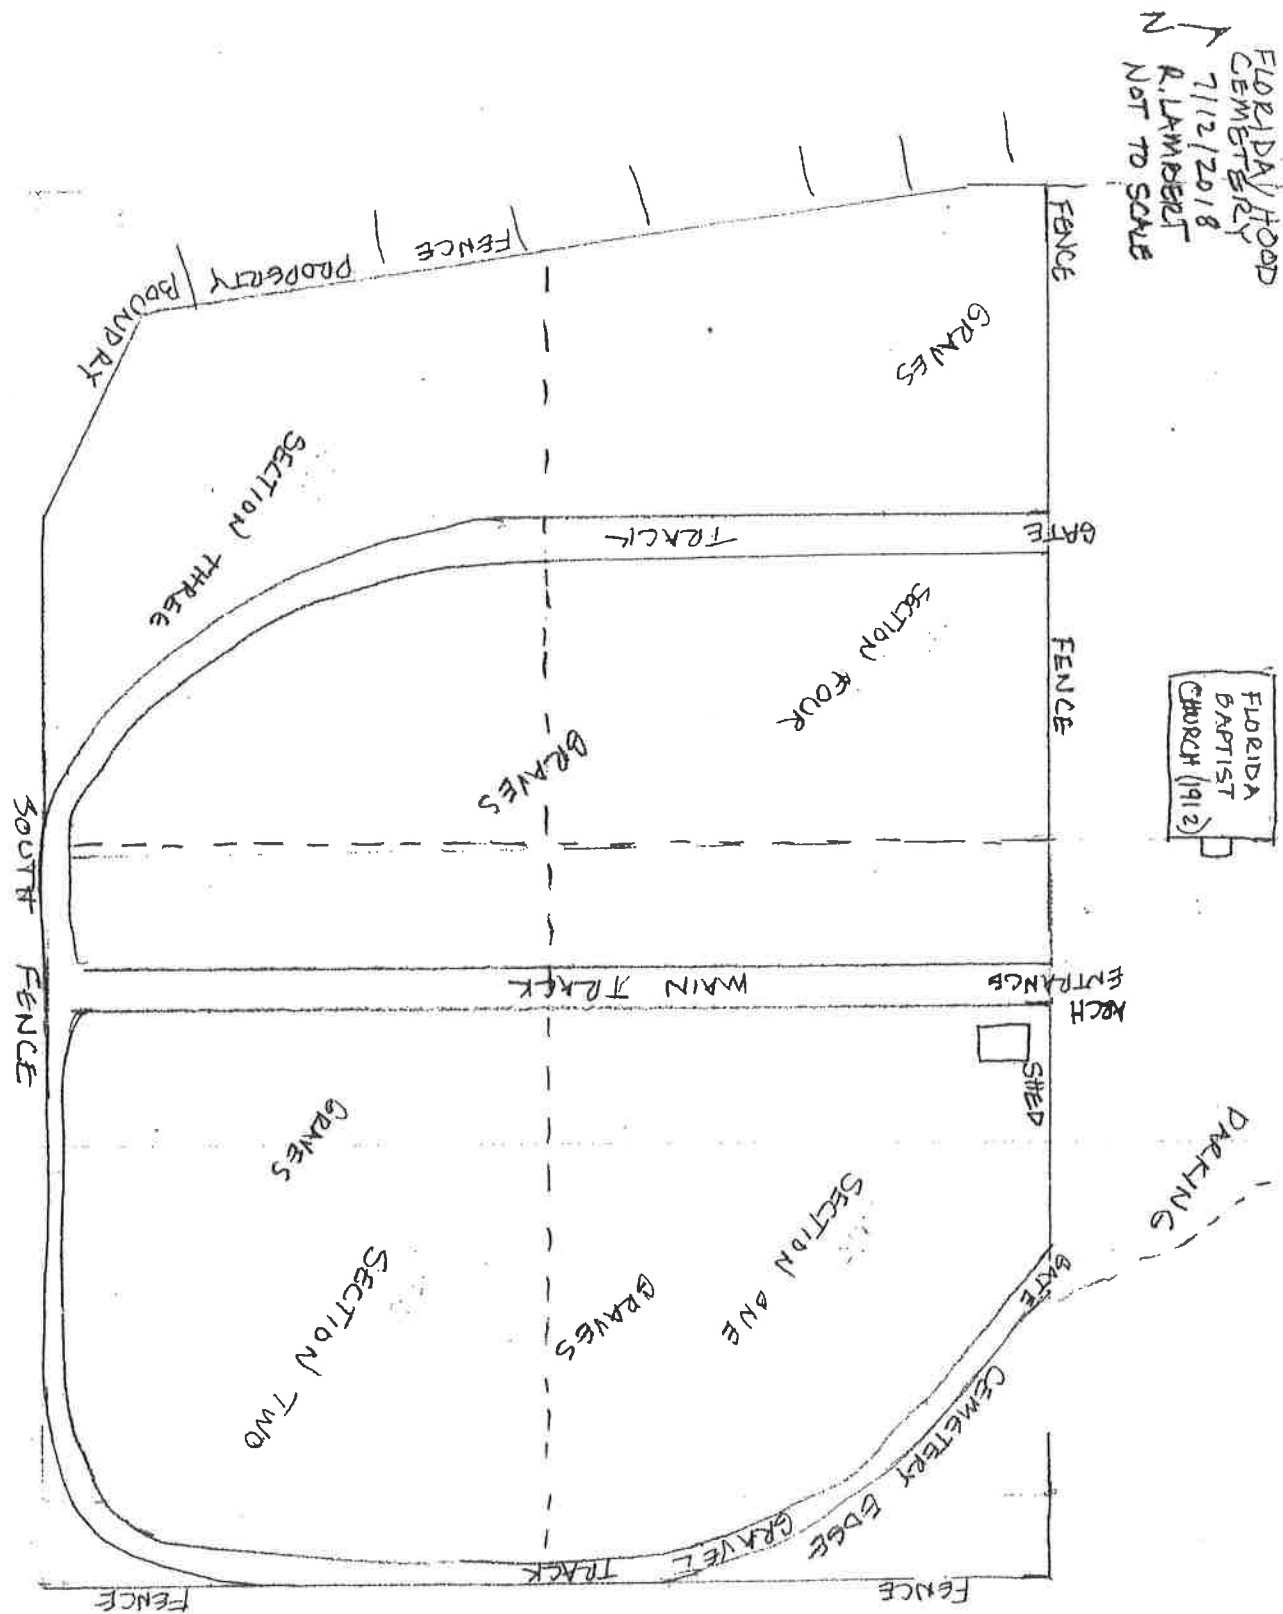 FLORIDA/HOOD
CEMETERY
7/12/2018
R. LAMBERT
NOT TO SCALE
N
FENCE
GRAVES
FENCE
PROPERTY
BOUNDRY
SECTION THREE
GATE
TRACK
SECTION FOUR
FENCE
GRAVES
FLORIDA
BAPTIST
CHURCH (1912)
SOUTH FENCE
ENTRANCE
ARCH
MAIN TRACK
SHED
PARKING
GRAVES
SECTION ONE
GATE
SECTION TWO
GRAVES
CEMETERY EDGE
GRAVEL
TRACK
FENCE
FENCE